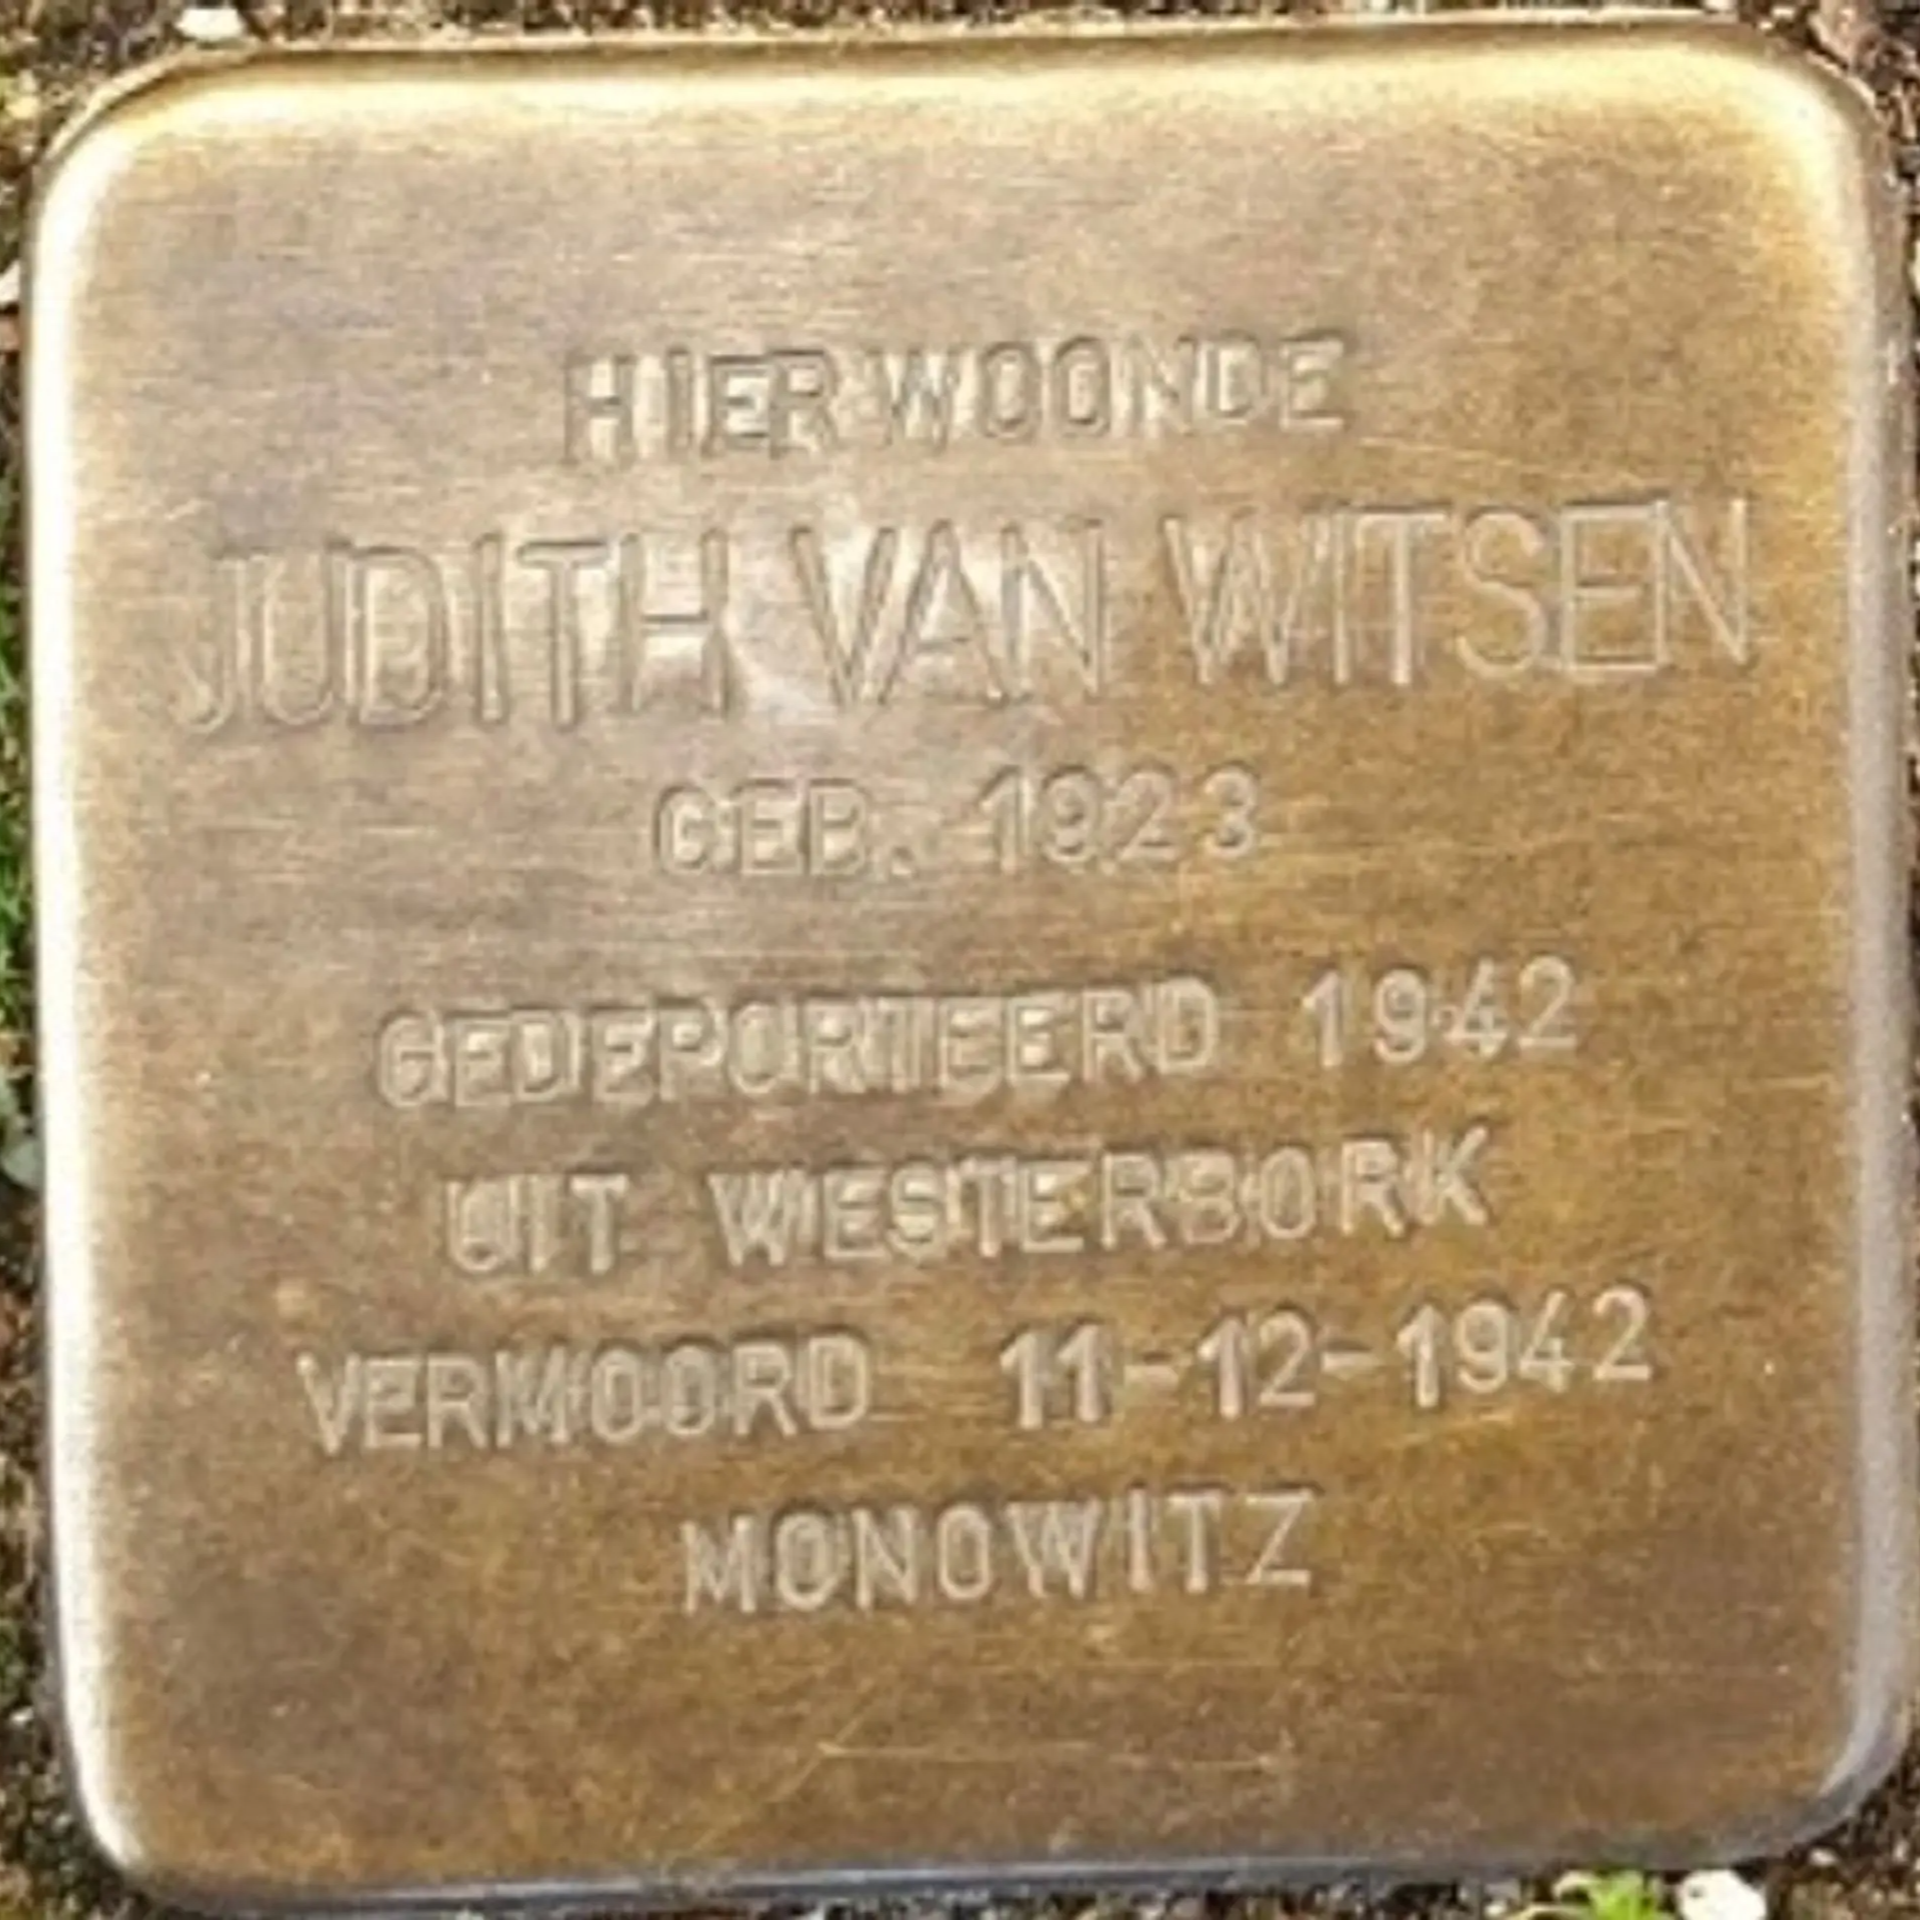 HIER WOONDE
JUDITH VAN WITSEN
GEB. 1923
GEDEPORTEERD 1942
UIT WESTERBORK
VERMOORD 11-12-1942
MONOWITZ